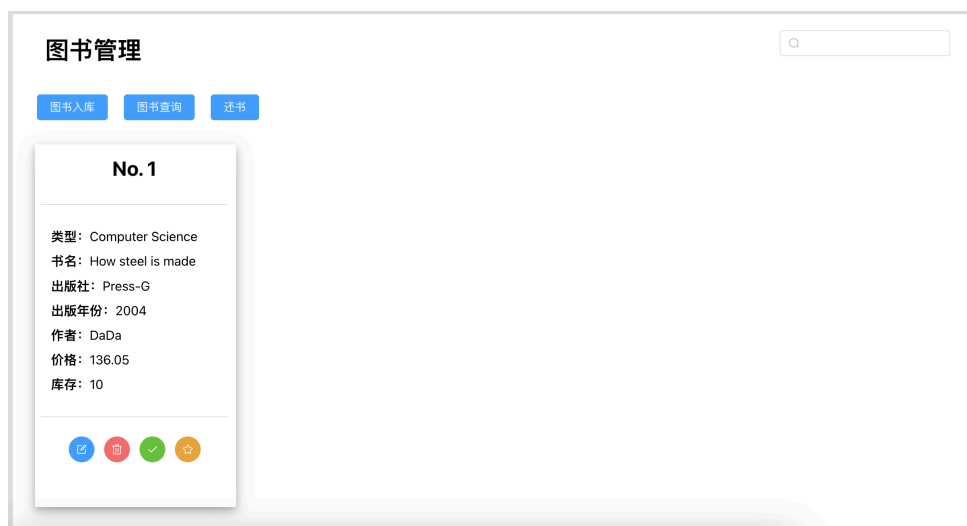 图书管理
图书入库 图书查询 还书
No. 1
类型：Computer Science
书名：How steel is made
出版社：Press-G
出版年份：2004
作者：DaDa
价格：136.05
库存：10